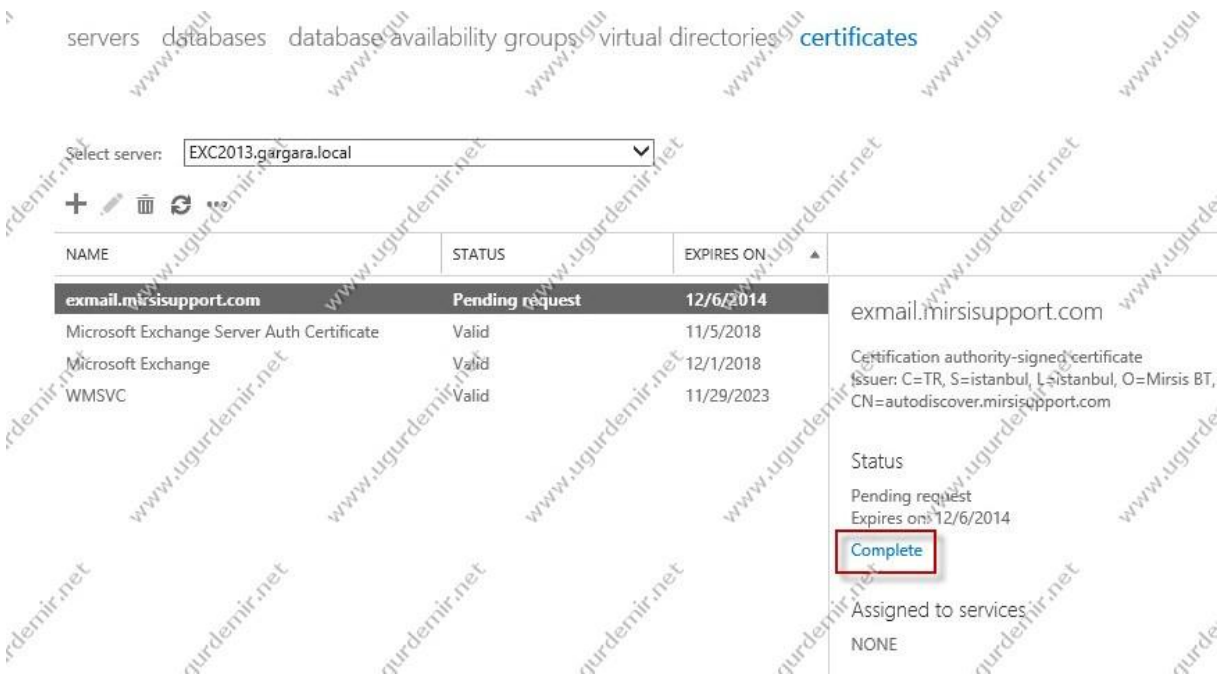 servers databases database availability groups virtual directories certificates
Select server: EXC2013.gargara.local
NAME STATUS EXPIRES ON
exmail.mirsisupport.com Pending request 12/6/2014
Microsoft Exchange Server Auth Certificate Valid 11/5/2018
Microsoft Exchange Valid 12/1/2018
WMSVC Valid 11/29/2023
exmail.mirsisupport.com
Certification authority-signed certificate
Issuer: C=TR, S=istanbul, L=istanbul, O=Mirsis BT,
CN=autodiscover.mirsisupport.com
Status
Pending request
Expires on: 12/6/2014
Complete
Assigned to services
NONE
www.ugurdemir.net